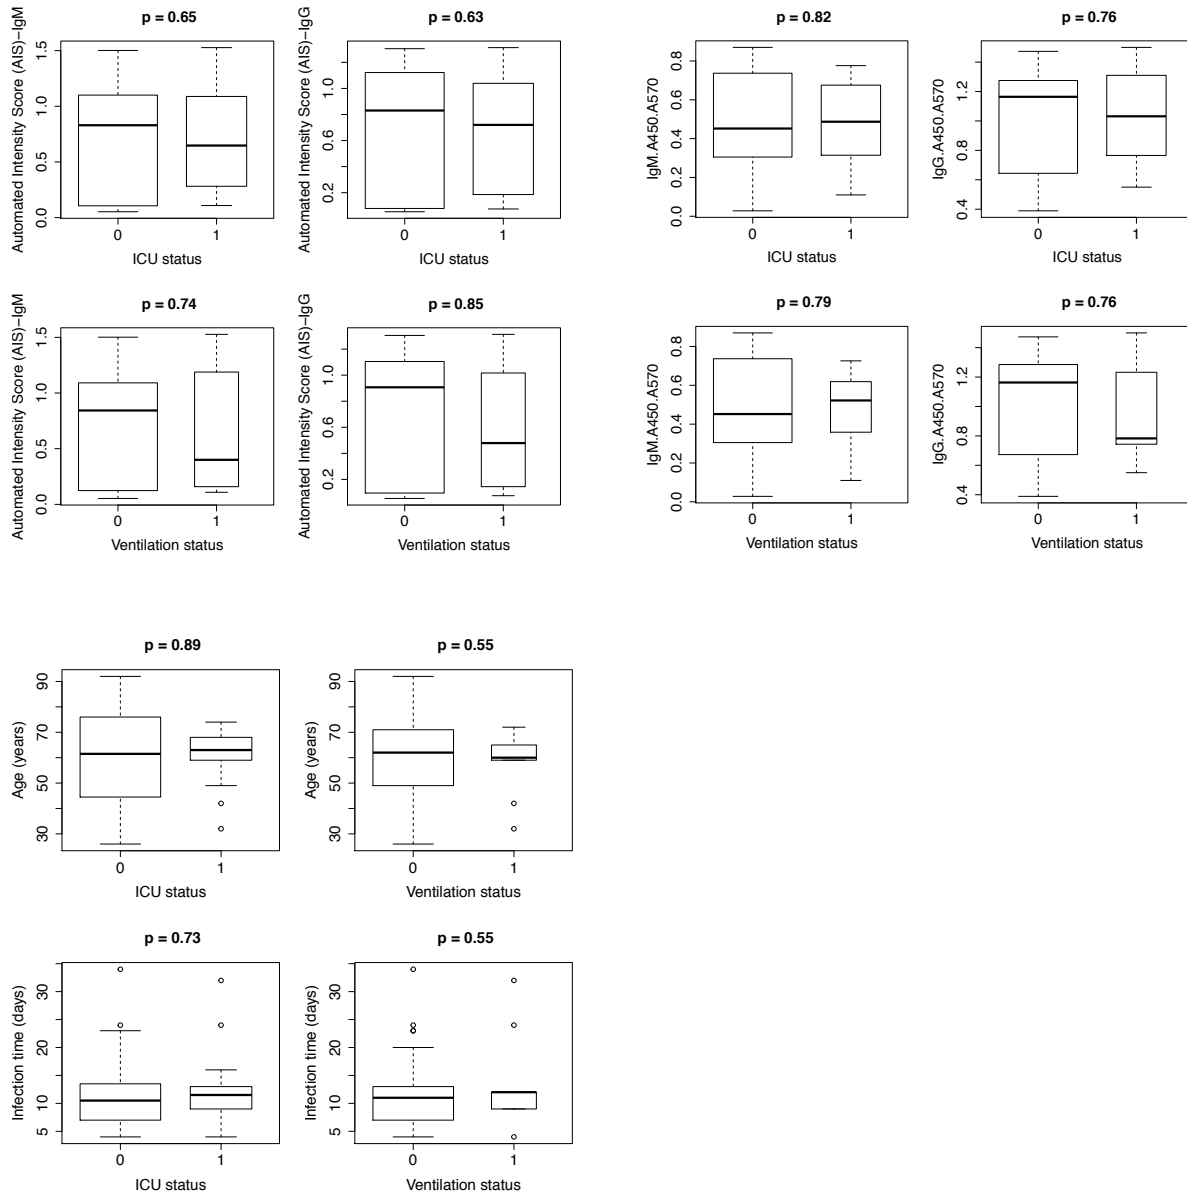 p = 0.65
Automated Intensity Score (AIS)−IgM
1.5
1.0
0.5
0.0
0 1
ICU status
p = 0.63
Automated Intensity Score (AIS)−IgG
1.0
0.6
0.2
0 1
ICU status
p = 0.82
IgM.A450.A570
0.8
0.6
0.4
0.2
0.0
0 1
ICU status
p = 0.76
IgG.A450.A570
1.2
0.8
0.4
0 1
ICU status
p = 0.74
Automated Intensity Score (AIS)−IgM
1.5
1.0
0.5
0.0
0 1
Ventilation status
p = 0.85
Automated Intensity Score (AIS)−IgG
1.0
0.6
0.2
0 1
Ventilation status
p = 0.79
IgM.A450.A570
0.8
0.6
0.4
0.2
0.0
0 1
Ventilation status
p = 0.76
IgG.A450.A570
1.2
0.8
0.4
0 1
Ventilation status
p = 0.89
Age (years)
90
70
50
30
0 1
ICU status
p = 0.55
Age (years)
90
70
50
30
0 1
Ventilation status
p = 0.73
Infection time (days)
30
20
10
5
0 1
ICU status
p = 0.55
Infection time (days)
30
20
10
5
0 1
Ventilation status